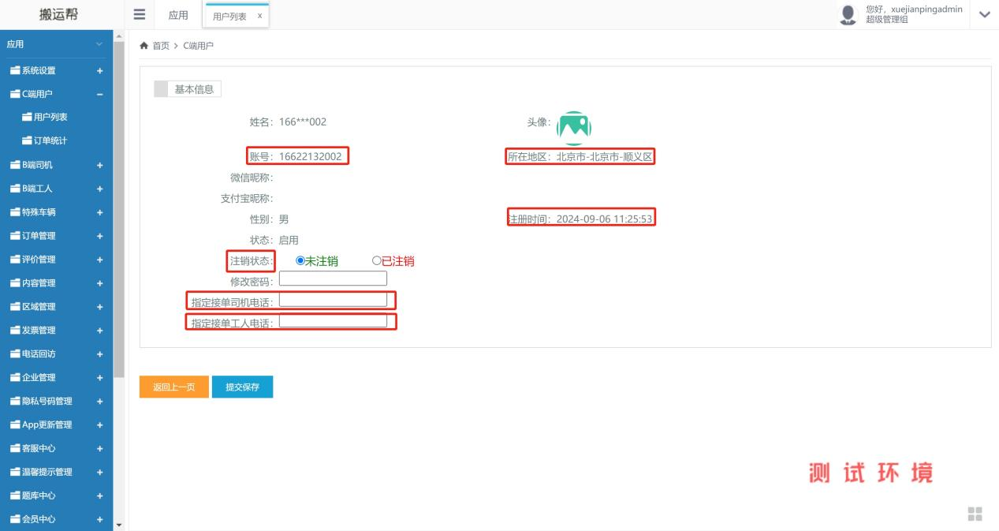 搬运帮
应用
用户列表 x
您好，xuejianpingadmin
超级管理组
应用
首页 > C端用户
系统设置 +
C端用户 −
用户列表
订单统计
B端司机 +
B端工人 +
特殊车辆 +
订单管理 +
评价管理 +
内容管理 +
区域管理 +
发票管理 +
电话回访 +
企业管理 +
隐私号码管理 +
App更新管理 +
客服中心 +
温馨提示管理 +
题库中心 +
会员中心 +
基本信息
姓名：166***002
头像：
账号：16622132002
所在地区：北京市-北京市-顺义区
微信昵称：
支付宝昵称：
性别：男
注册时间：2024-09-06 11:25:53
状态：启用
注销状态： 未注销 已注销
修改密码：
指定接单司机电话：
指定接单工人电话：
返回上一页 提交保存
测试环境